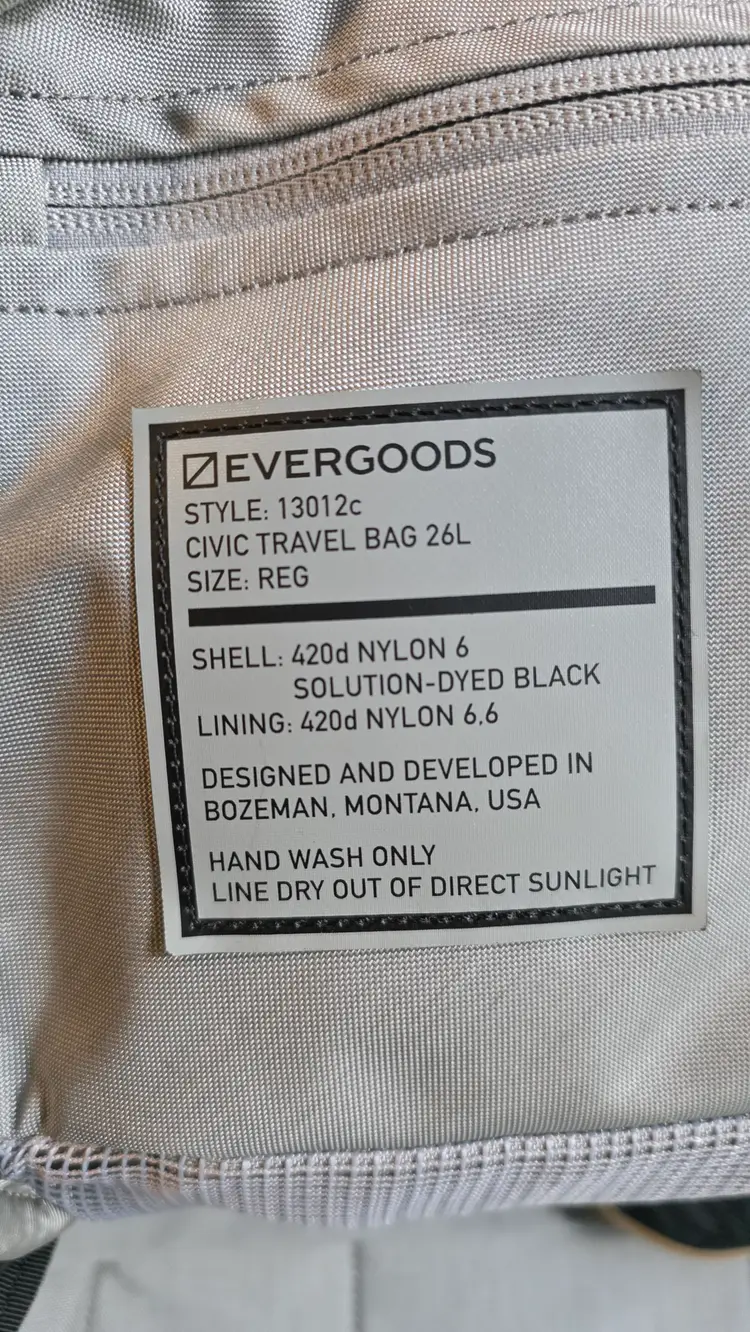 EVERGOODS
STYLE: 13012c
CIVIC TRAVEL BAG 26L
SIZE: REG
SHELL: 420d NYLON 6
SOLUTION-DYED BLACK
LINING: 420d NYLON 6,6
DESIGNED AND DEVELOPED IN
BOZEMAN, MONTANA, USA
HAND WASH ONLY
LINE DRY OUT OF DIRECT SUNLIGHT